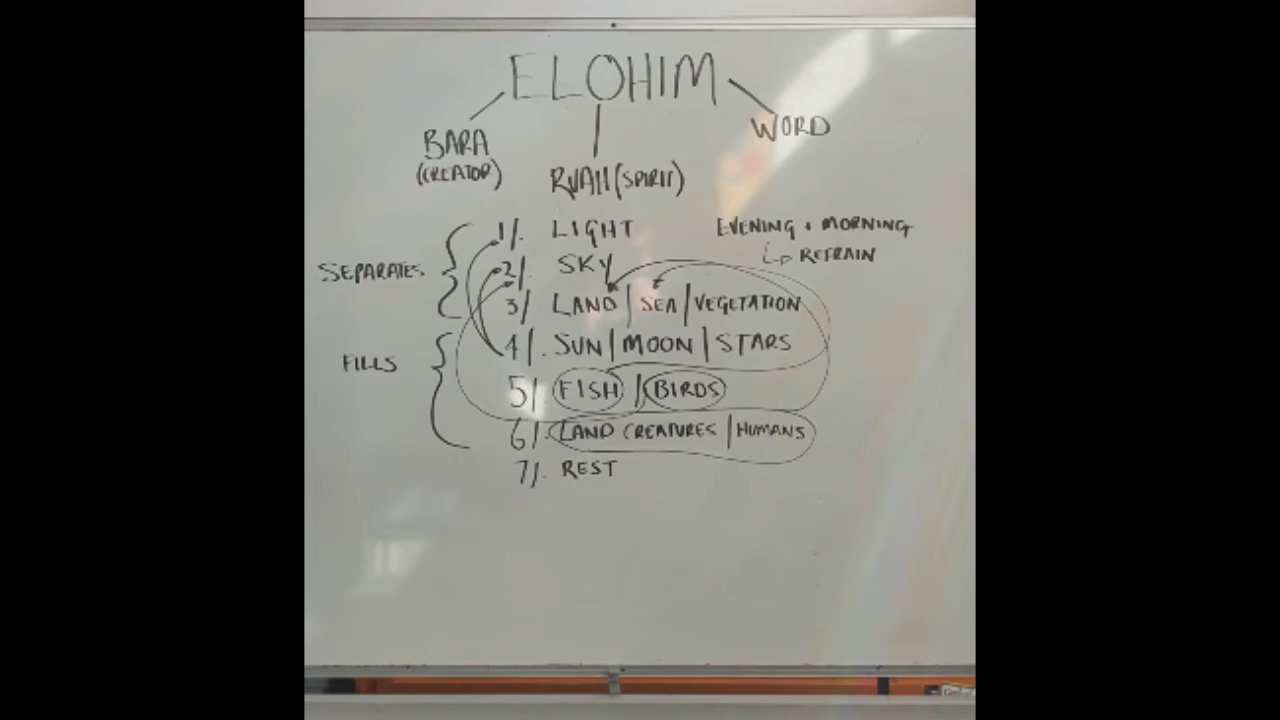 ELOHIM
BARA
(CREATOR)
RUAH (SPIRIT)
WORD
1/. LIGHT
EVENING + MORNING
REFRAIN
SEPARATES
2/. SKY
3/ LAND | SEA | VEGETATION
4/. SUN | MOON | STARS
FILLS
5/. FISH | BIRDS
6/. LAND CREATURES | HUMANS
7/. REST